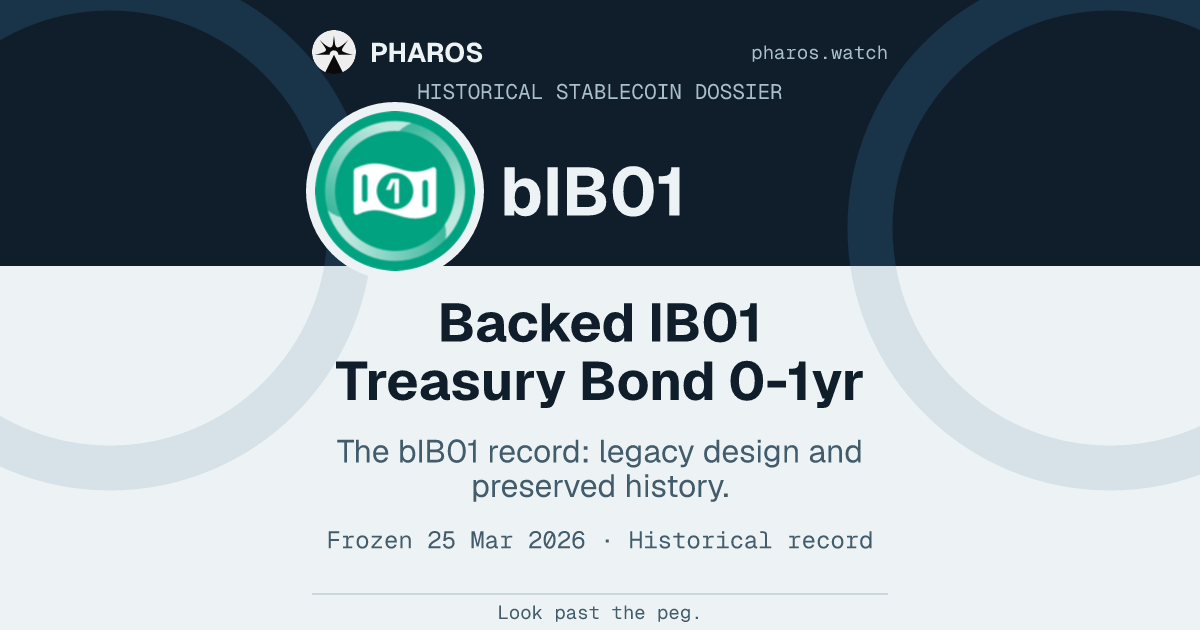 PHAROS
pharos.watch
HISTORICAL STABLECOIN DOSSIER
1
bIB01
Backed IB01
Treasury Bond 0-1yr
The bIB01 record: legacy design and
preserved history.
Frozen 25 Mar 2026 · Historical record
Look past the peg.